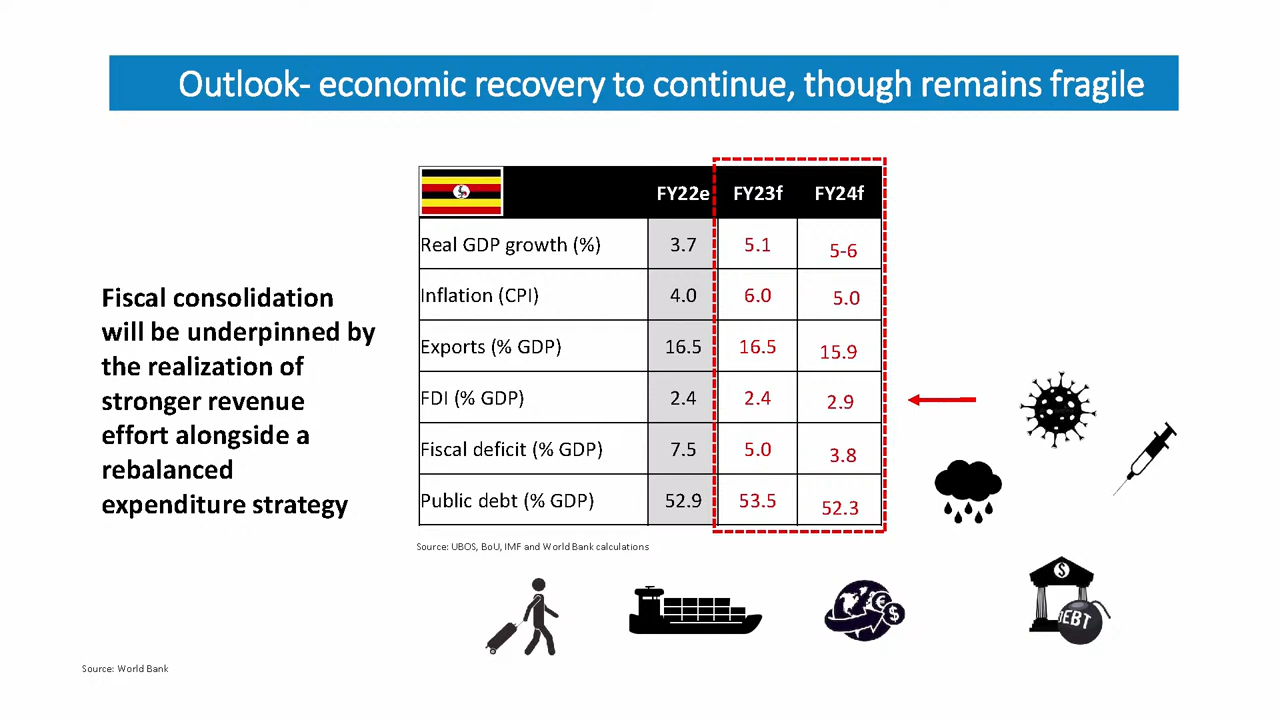 Outlook- economic recovery to continue, though remains fragile
Fiscal consolidation
will be underpinned by
the realization of
stronger revenue
effort alongside a
rebalanced
expenditure strategy
FY22e FY23f FY24f
Real GDP growth (%) 3.7 5.1 5-6
Inflation (CPI) 4.0 6.0 5.0
Exports (% GDP) 16.5 16.5 15.9
FDI (% GDP) 2.4 2.4 2.9
Fiscal deficit (% GDP) 7.5 5.0 3.8
Public debt (% GDP) 52.9 53.5 52.3
Source: UBOS, BoU, IMF and World Bank calculations
€
$
$
DEBT
Source: World Bank